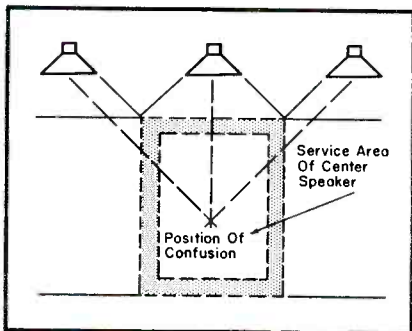 Service Area
Of Center
Speaker
Position Of
Confusion